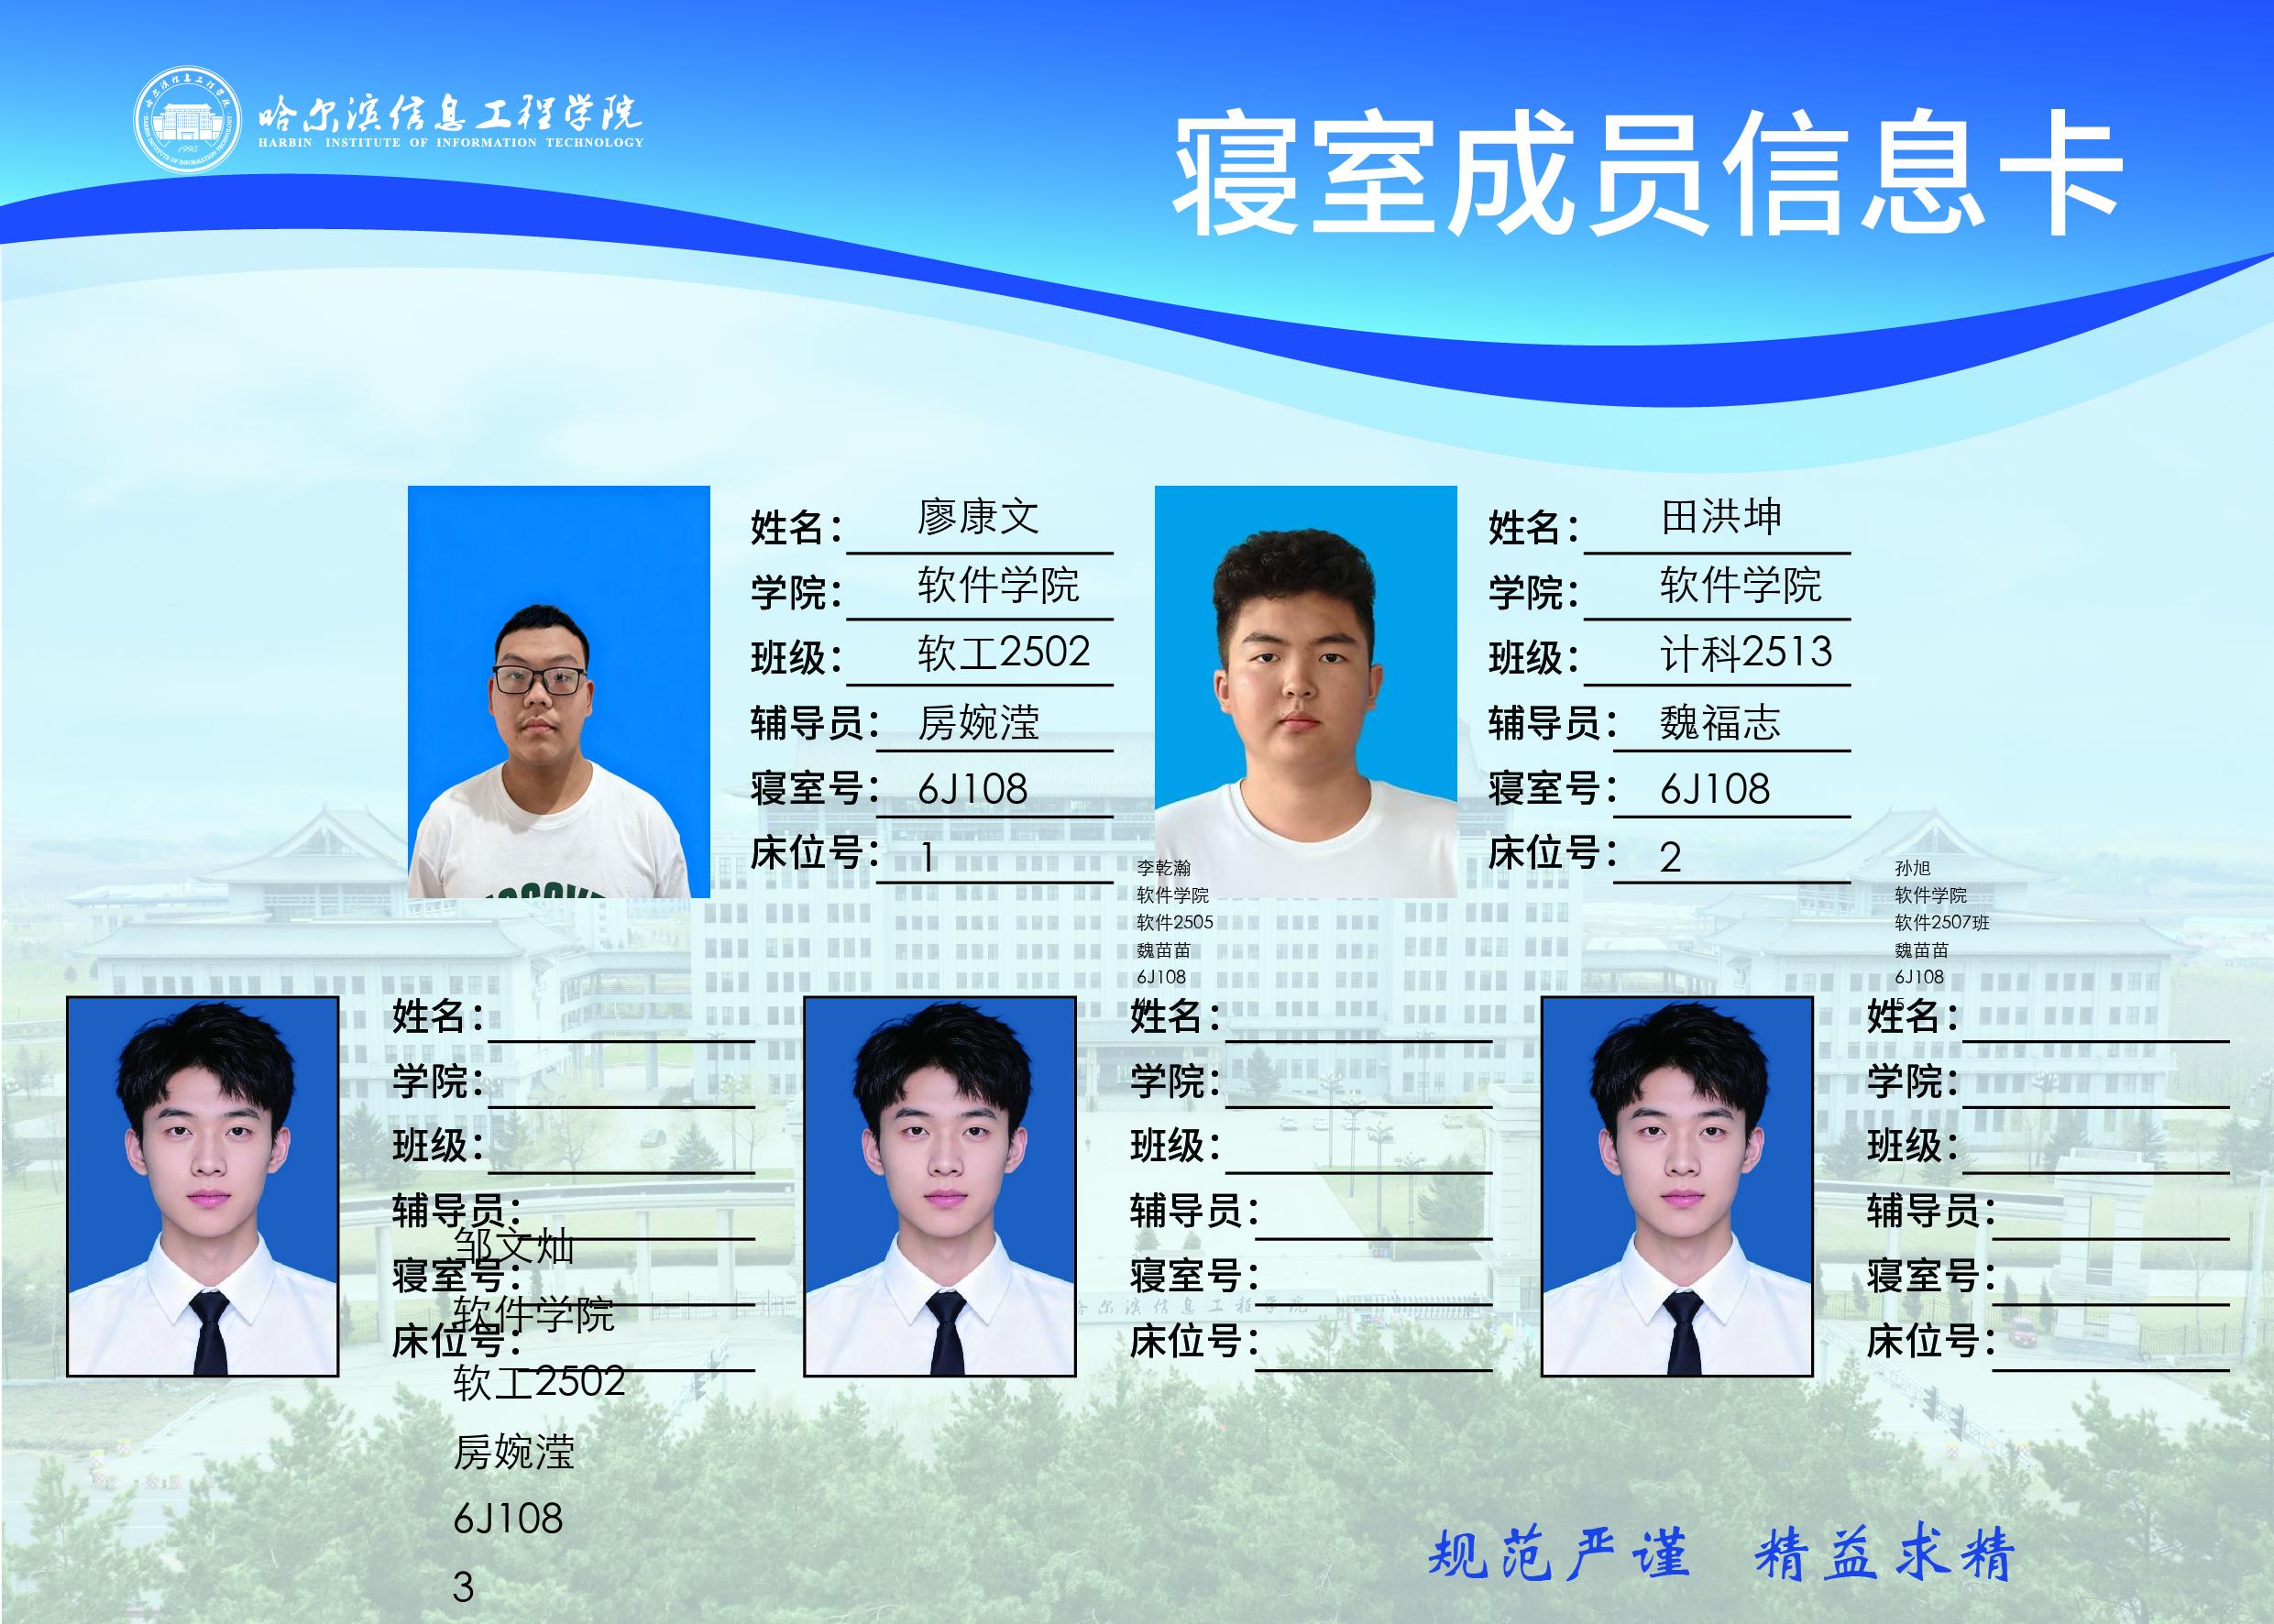 哈尔滨信息工程学院
HARBIN INSTITUTE OF INFORMATION TECHNOLOGY
寝室成员信息卡
姓名：廖康文
学院：软件学院
班级：软工2502
辅导员：房婉滢
寝室号：6J108
床位号：1
姓名：田洪坤
学院：软件学院
班级：计科2513
辅导员：魏福志
寝室号：6J108
床位号：2
李乾瀚
软件学院
软件2505
魏苗苗
6J108
孙旭
软件学院
软件2507班
魏苗苗
6J108
5
姓名：
学院：
班级：
辅导员：
寝室号：
床位号：
邹文灿
软件学院
软工2502
房婉滢
6J108
3
姓名：
学院：
班级：
辅导员：
寝室号：
床位号：
姓名：
学院：
班级：
辅导员：
寝室号：
床位号：
哈尔滨信息工程学院
规范严谨 精益求精